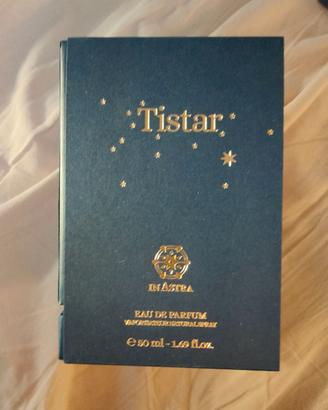 Tistar
IN ASTRA
EAU DE PARFUM
VAPORISATEUR NATURAL SPRAY
℮ 50 ml - 1.69 fl.oz.